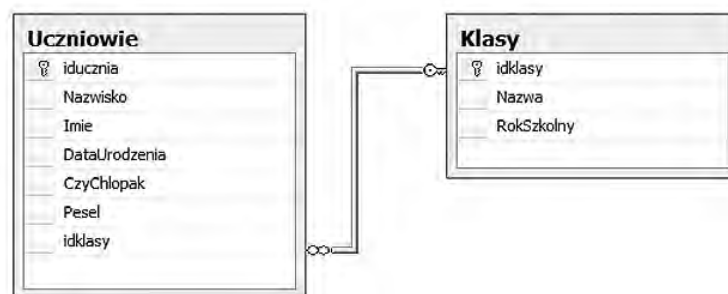 Uczniowie
iducznia
Nazwisko
Imie
DataUrodzenia
CzyChlopak
Pesel
idklasy
Klasy
idklasy
Nazwa
RokSzkolny